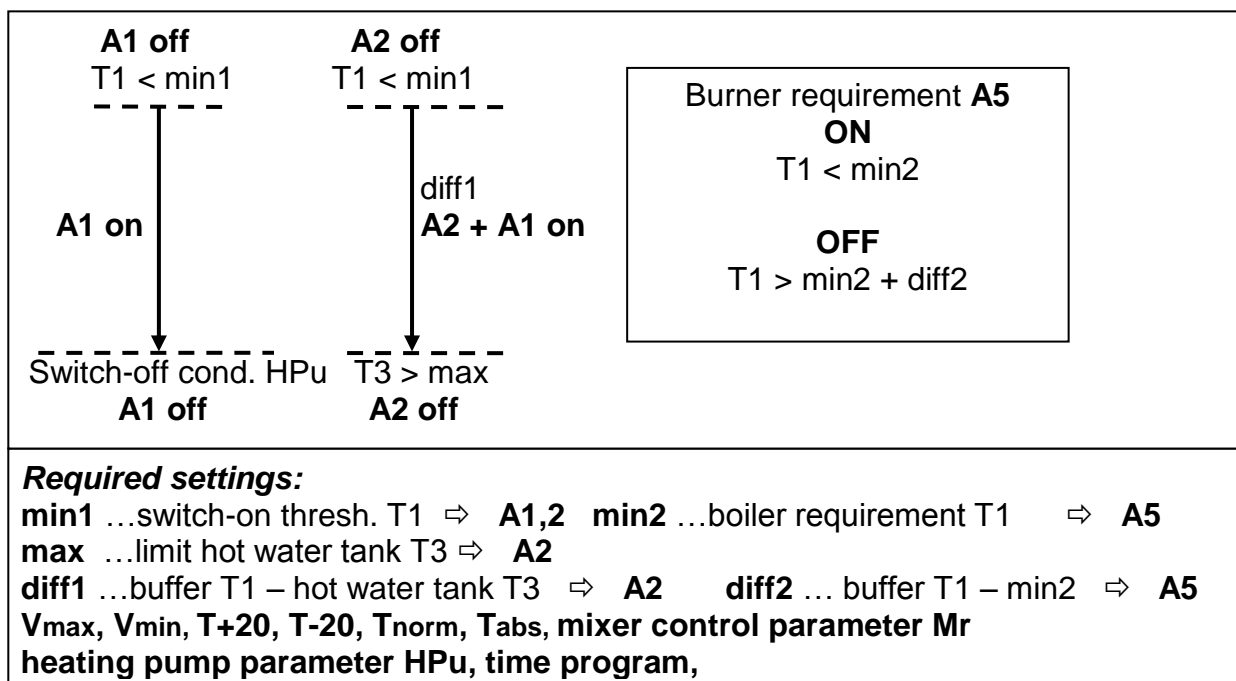 A1 off A2 off
T1 < min1 T1 < min1
Burner requirement A5
ON
T1 < min2
diff1
A1 on A2 + A1 on
OFF
T1 > min2 + diff2
Switch-off cond. HPu T3 > max
A1 off A2 off
Required settings:
min1 …switch-on thresh. T1 ⇨ A1,2 min2 …boiler requirement T1 ⇨ A5
max …limit hot water tank T3 ⇨ A2
diff1 …buffer T1 – hot water tank T3 ⇨ A2 diff2 … buffer T1 – min2 ⇨ A5
Vmax, Vmin, T+20, T-20, Tnorm, Tabs, mixer control parameter Mr
heating pump parameter HPu, time program,